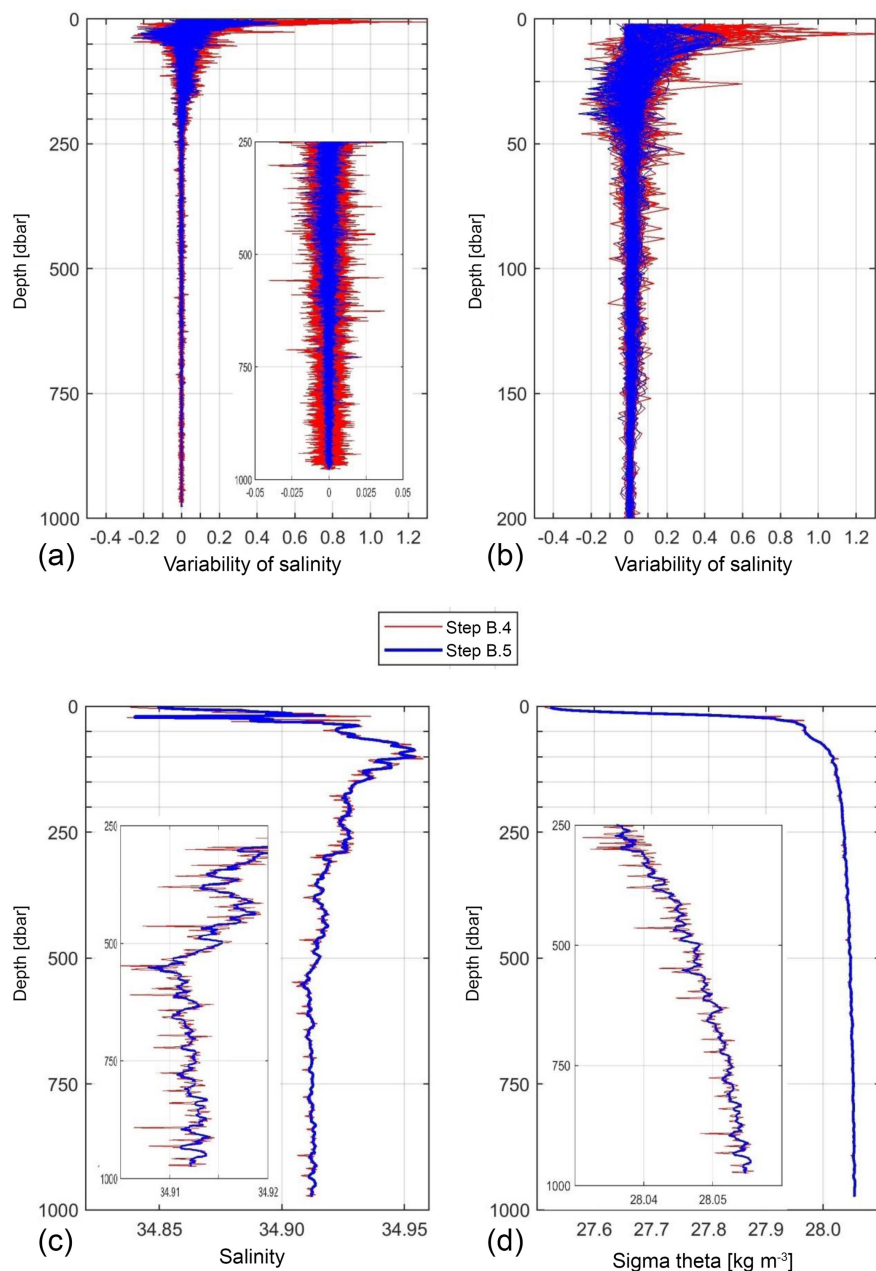 0
250
500
750
1000
Depth [dbar]
-0.4 -0.2 0 0.2 0.4 0.6 0.8 1.0 1.2
250
500
750
1000
-0.05 -0.025 0 0.025 0.05
(a)
Variability of salinity
0
50
100
150
200
Depth [dbar]
-0.4 -0.2 0 0.2 0.4 0.6 0.8 1.0 1.2
(b)
Variability of salinity
Step B.4
Step B.5
0
250
500
750
1000
Depth [dbar]
250
500
750
1000
34.91 34.92
34.85 34.90 34.95
(c)
Salinity
0
250
500
750
1000
Depth [dbar]
250
500
750
1000
28.04 28.05
27.6 27.7 27.8 27.9 28.0
(d)
Sigma theta [kg m⁻³]